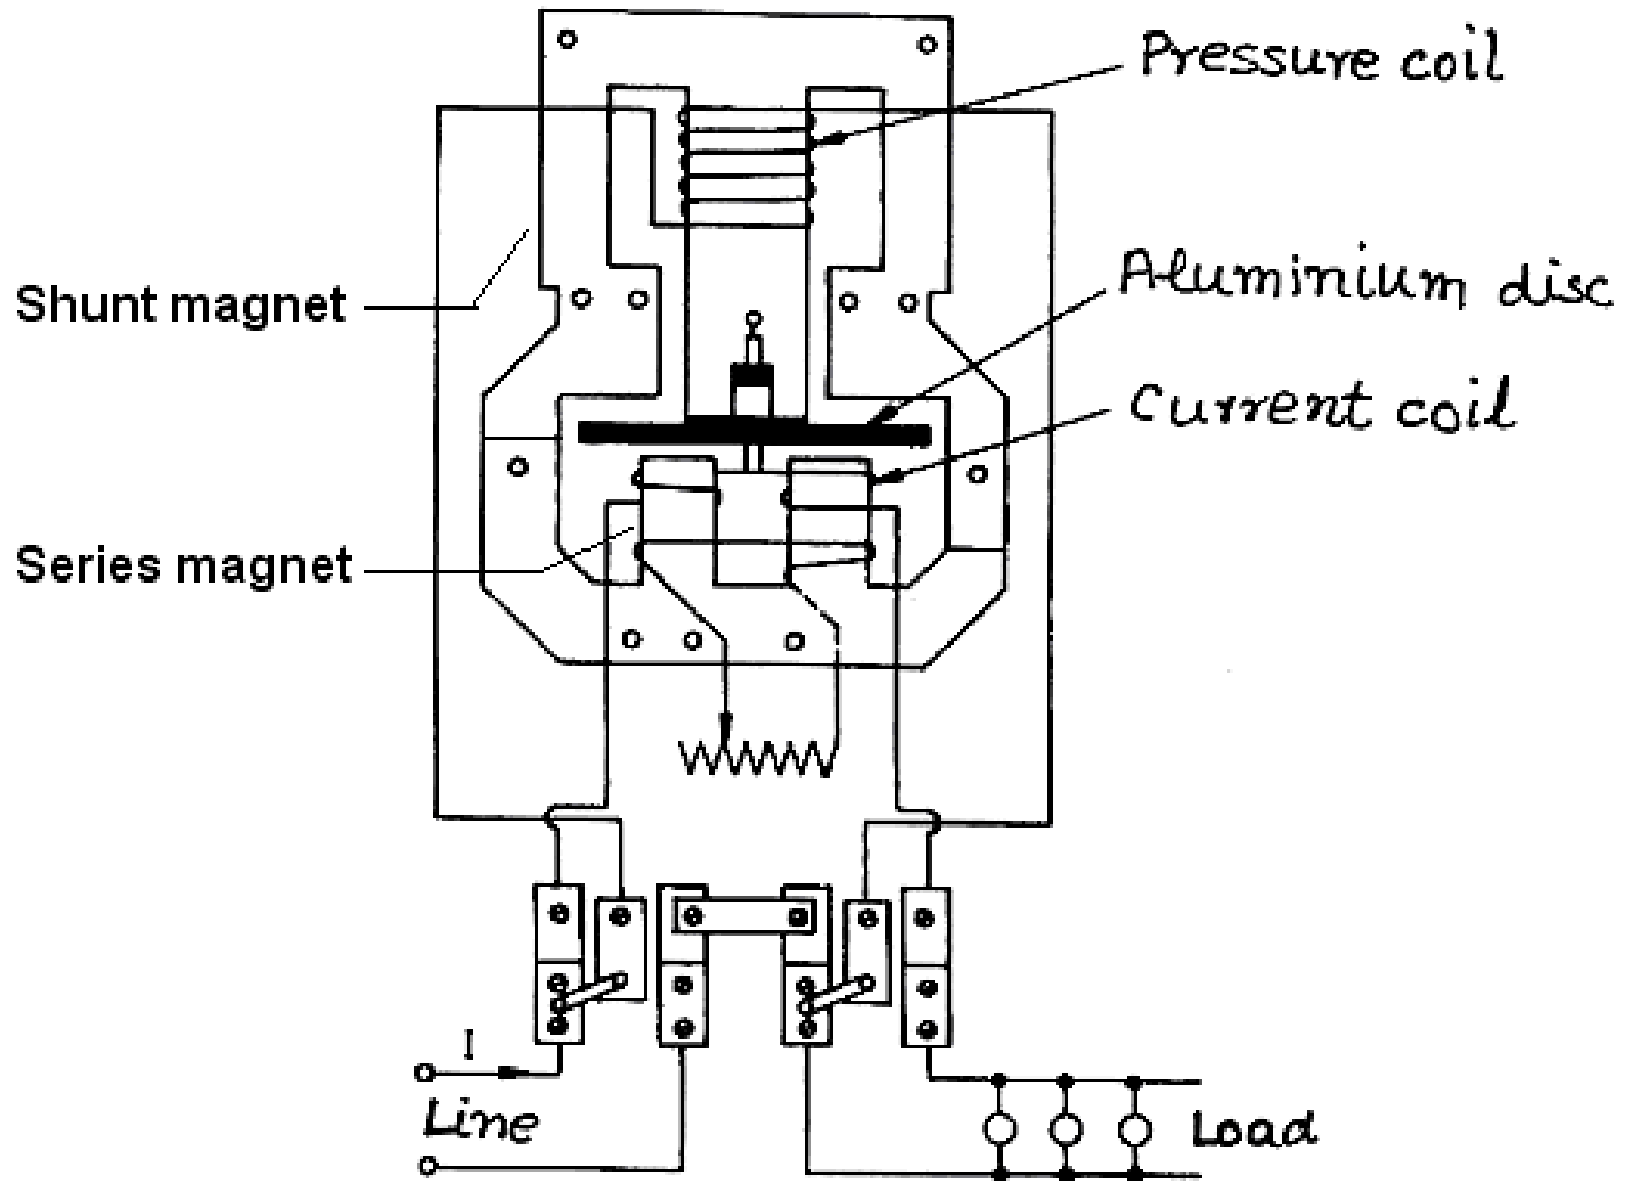 Pressure coil
Aluminium disc
Shunt magnet
Current coil
Series magnet
I
Line
Load